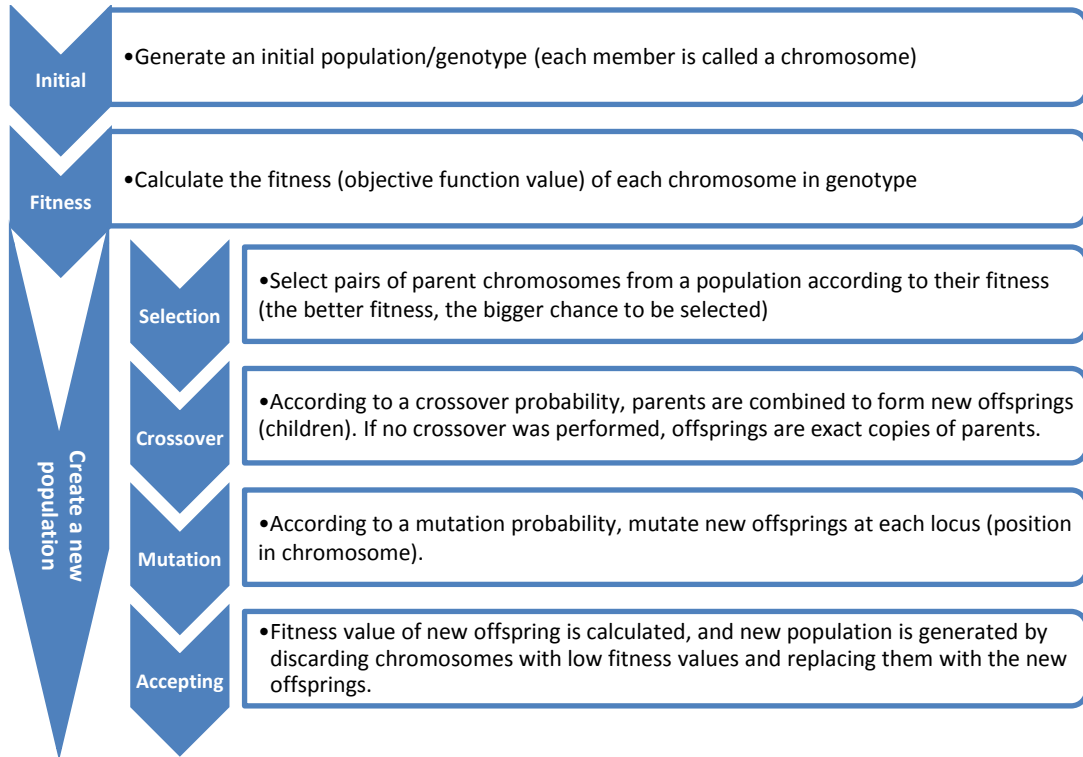 Initial
•Generate an initial population/genotype (each member is called a chromosome)
Fitness
•Calculate the fitness (objective function value) of each chromosome in genotype
Create a new
population
Selection
•Select pairs of parent chromosomes from a population according to their fitness
(the better fitness, the bigger chance to be selected)
Crossover
•According to a crossover probability, parents are combined to form new offsprings
(children). If no crossover was performed, offsprings are exact copies of parents.
Mutation
•According to a mutation probability, mutate new offsprings at each locus (position
in chromosome).
Accepting
•Fitness value of new offspring is calculated, and new population is generated by
discarding chromosomes with low fitness values and replacing them with the new
offsprings.